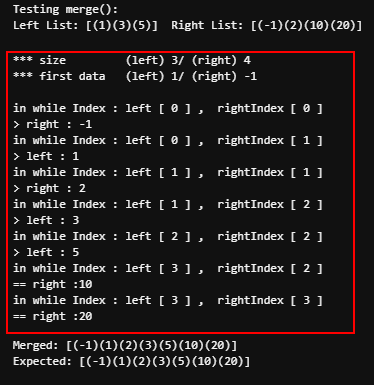 Testing merge():
Left List: [(1)(3)(5)]  Right List: [(-1)(2)(10)(20)]
*** size         (left) 3/ (right) 4
*** first data   (left) 1/ (right) -1
in while Index : left [ 0 ] ,  rightIndex [ 0 ]
> right : -1
in while Index : left [ 0 ] ,  rightIndex [ 1 ]
> left : 1
in while Index : left [ 1 ] ,  rightIndex [ 1 ]
> right : 2
in while Index : left [ 1 ] ,  rightIndex [ 2 ]
> left : 3
in while Index : left [ 2 ] ,  rightIndex [ 2 ]
> left : 5
in while Index : left [ 3 ] ,  rightIndex [ 2 ]
== right :10
in while Index : left [ 3 ] ,  rightIndex [ 3 ]
== right :20
Merged: [(-1)(1)(2)(3)(5)(10)(20)]
Expected: [(-1)(1)(2)(3)(5)(10)(20)]